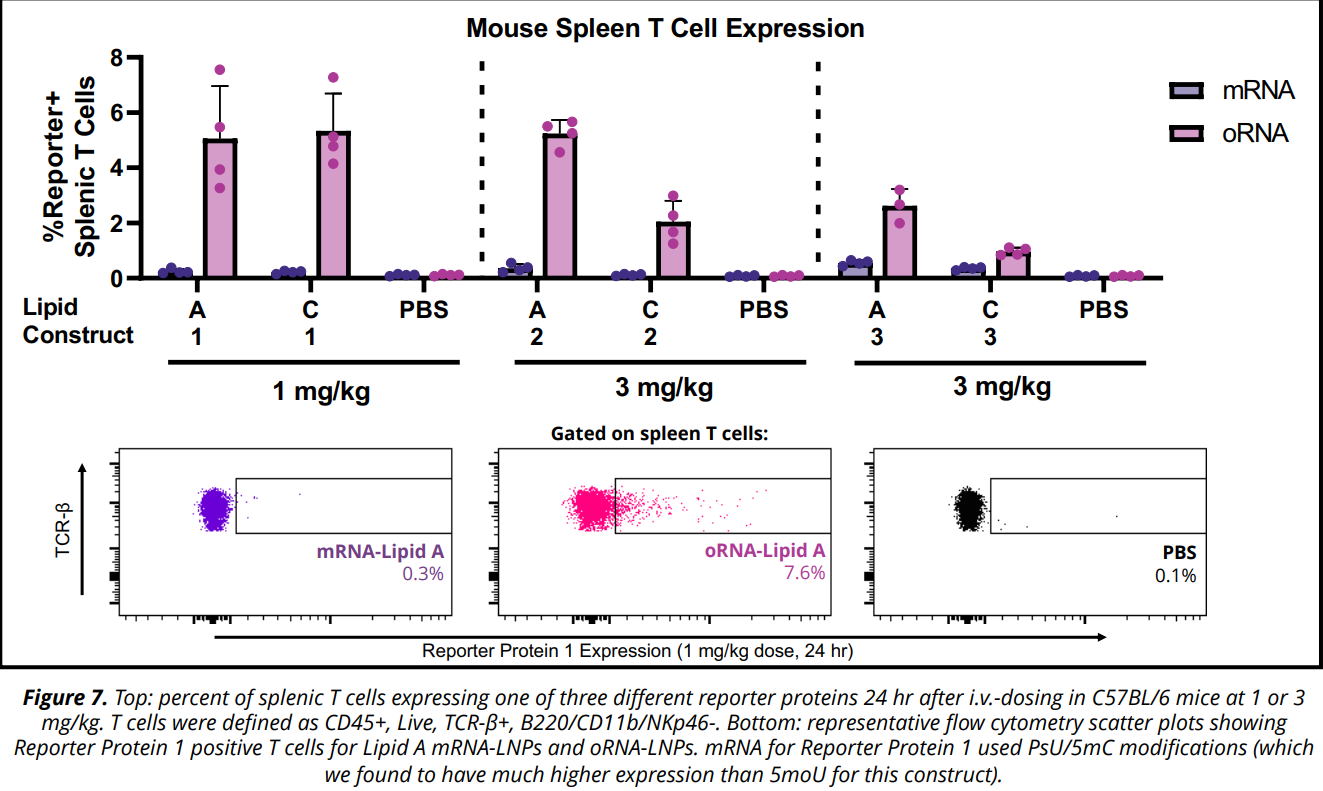 Mouse Spleen T Cell Expression
%Reporter+
Splenic T Cells
8
6
4
2
0
mRNA
oRNA
Lipid A C PBS A C PBS A C PBS
Construct 1 1 2 2 3 3
1 mg/kg 3 mg/kg 3 mg/kg
Gated on spleen T cells:
TCR-β
mRNA-Lipid A
0.3%
oRNA-Lipid A
7.6%
PBS
0.1%
Reporter Protein 1 Expression (1 mg/kg dose, 24 hr)
Figure 7. Top: percent of splenic T cells expressing one of three different reporter proteins 24 hr after i.v.-dosing in C57BL/6 mice at 1 or 3
mg/kg. T cells were defined as CD45+, Live, TCR-β+, B220/CD11b/NKp46-. Bottom: representative flow cytometry scatter plots showing
Reporter Protein 1 positive T cells for Lipid A mRNA-LNPs and oRNA-LNPs. mRNA for Reporter Protein 1 used PsU/5mC modifications (which
we found to have much higher expression than 5moU for this construct).